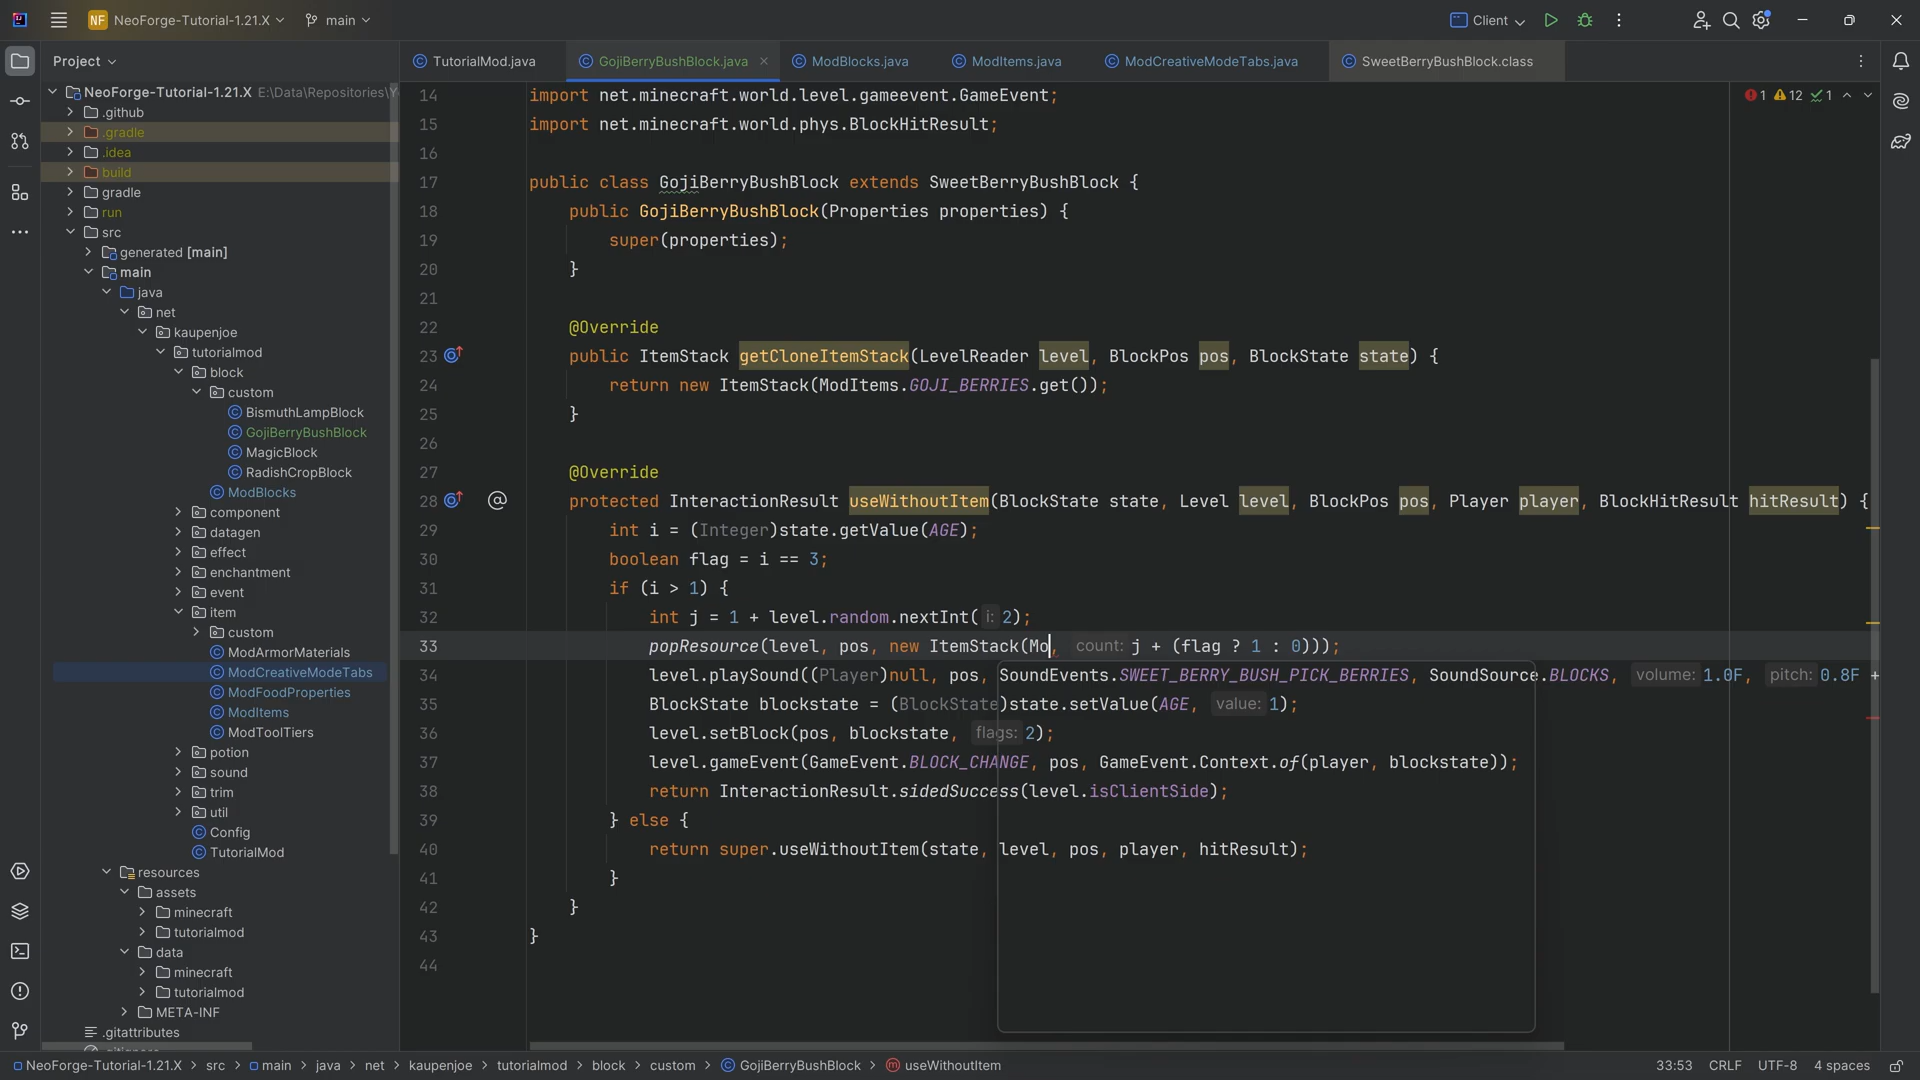 NF NeoForge-Tutorial-1.21.X main Client
Project
TutorialMod.java GojiBerryBushBlock.java ModBlocks.java ModItems.java ModCreativeModeTabs.java SweetBerryBushBlock.class
NeoForge-Tutorial-1.21.X E:\Data\Repositories\Y
.github
.gradle
.idea
build
gradle
run
src
generated [main]
main
java
net
kaupenjoe
tutorialmod
block
custom
BismuthLampBlock
GojiBerryBushBlock
MagicBlock
RadishCropBlock
ModBlocks
component
datagen
effect
enchantment
event
item
custom
ModArmorMaterials
ModCreativeModeTabs
ModFoodProperties
ModItems
ModToolTiers
potion
sound
trim
util
Config
TutorialMod
resources
assets
minecraft
tutorialmod
data
minecraft
tutorialmod
META-INF
.gitattributes
1 12 1
14 import net.minecraft.world.level.gameevent.GameEvent;
15 import net.minecraft.world.phys.BlockHitResult;
16
17 public class GojiBerryBushBlock extends SweetBerryBushBlock {
18 public GojiBerryBushBlock(Properties properties) {
19 super(properties);
20 }
21
22 @Override
23 public ItemStack getCloneItemStack(LevelReader level, BlockPos pos, BlockState state) {
24 return new ItemStack(ModItems.GOJI_BERRIES.get());
25 }
26
27 @Override
28 @ protected InteractionResult useWithoutItem(BlockState state, Level level, BlockPos pos, Player player, BlockHitResult hitResult) {
29 int i = (Integer)state.getValue(AGE);
30 boolean flag = i == 3;
31 if (i > 1) {
32 int j = 1 + level.random.nextInt( i: 2);
33 popResource(level, pos, new ItemStack(Mo, count: j + (flag ? 1 : 0)));
34 level.playSound((Player)null, pos, SoundEvents.SWEET_BERRY_BUSH_PICK_BERRIES, SoundSource.BLOCKS, volume: 1.0F, pitch: 0.8F +
35 BlockState blockstate = (BlockState)state.setValue(AGE, value: 1);
36 level.setBlock(pos, blockstate, flags: 2);
37 level.gameEvent(GameEvent.BLOCK_CHANGE, pos, GameEvent.Context.of(player, blockstate));
38 return InteractionResult.sidedSuccess(level.isClientSide);
39 } else {
40 return super.useWithoutItem(state, level, pos, player, hitResult);
41 }
42 }
43 }
44
NeoForge-Tutorial-1.21.X > src > main > java > net > kaupenjoe > tutorialmod > block > custom > GojiBerryBushBlock > useWithoutItem 33:53 CRLF UTF-8 4 spaces